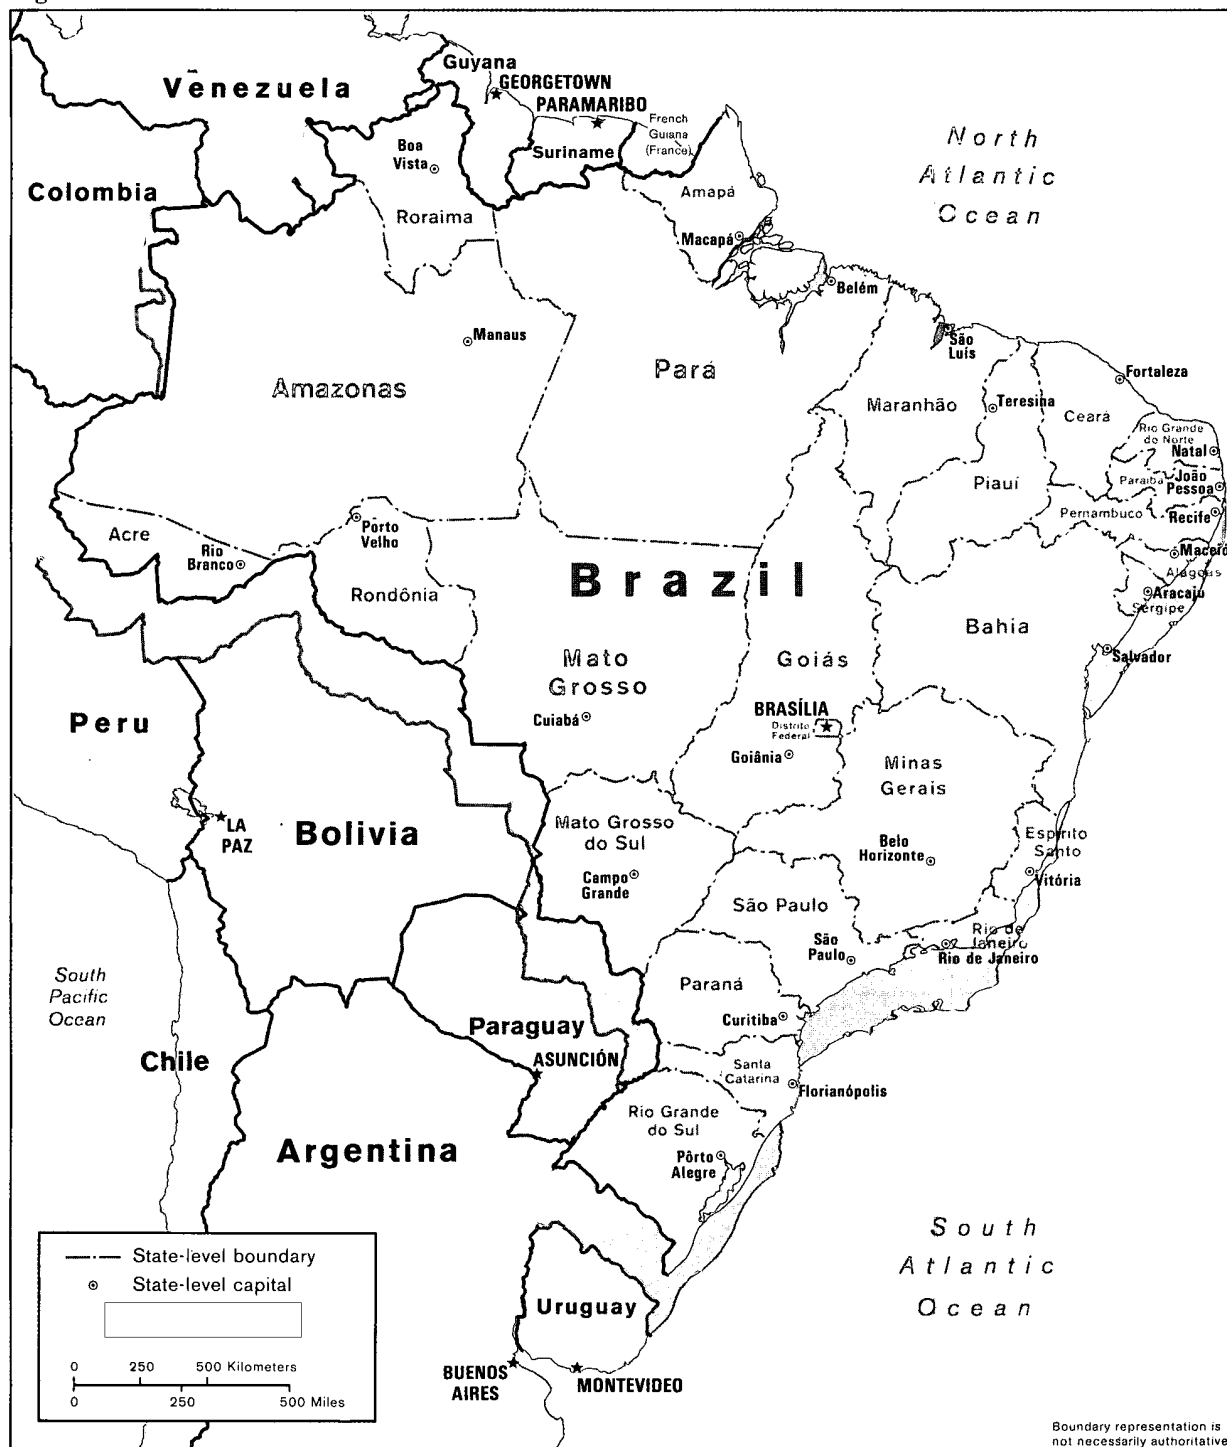 Guyana
Venezuela
GEORGETOWN
PARAMARIBO
French
Guiana
(France)
North
Atlantic
Ocean
Boa
Vista
Suriname
Colombia
Amapá
Roraima
Macapá
Belém
Manaus
São
Luís
Pará
Fortaleza
Amazonas
Maranhão
Teresina
Ceará
Rio Grande
do Norte
Natal
Piauí
Paraíba
João
Pessoa
Pernambuco
Recife
Acre
Porto
Velho
Rio
Branco
Maceió
Alagoas
Brazil
Rondônia
Aracaju
Sergipe
Bahia
Mato
Grosso
Goiás
Salvador
Peru
Cuiabá
BRASÍLIA
Distrito
Federal
Goiânia
Minas
Gerais
LA
PAZ
Bolivia
Mato Grosso
do Sul
Belo
Horizonte
Espírito
Santo
Campo
Grande
Vitória
São Paulo
São
Paulo
Rio de
Janeiro
Rio de Janeiro
South
Pacific
Ocean
Paraná
Curitiba
Paraguay
Chile
ASUNCIÓN
Santa
Catarina
Florianópolis
Rio Grande
do Sul
Argentina
Pôrto
Alegre
South
Atlantic
Ocean
State-level boundary
State-level capital
Uruguay
0 250 500 Kilometers
0 250 500 Miles
BUENOS
AIRES
MONTEVIDEO
Boundary representation is
not necessarily authoritative